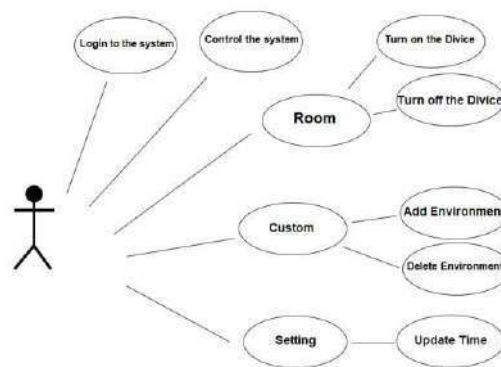 Login to the system
Control the system
Turn on the Divice
Turn off the Divice
Room
Custom
Add Environmen
Delete Environment
Setting
Update Time